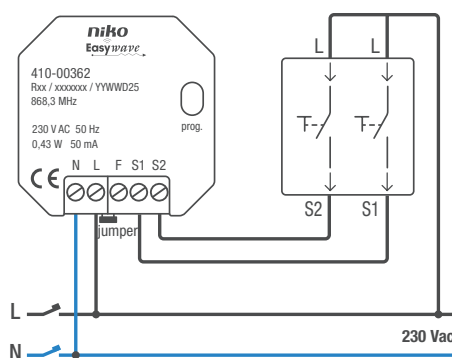 niko
Easywave
410-00362
Rxx / xxxxxxx / YYWWD25
868,3 MHz
prog.
230 V AC 50 Hz
0,43 W 50 mA
CE
N L F S1 S2
jumper
L L
S2 S1
L
230 Vac
N